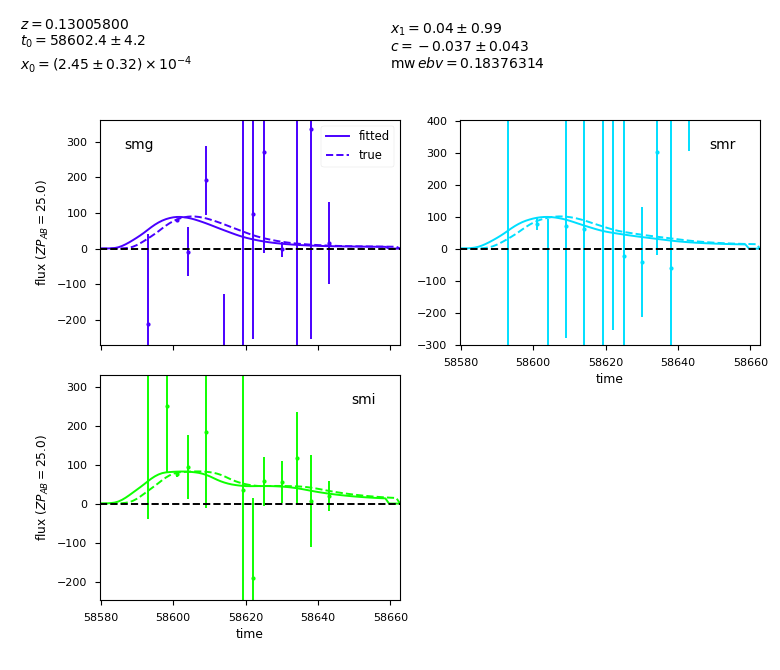 z = 0.13005800
t₀ = 58602.4 ± 4.2
x₀ = (2.45 ± 0.32) × 10⁻⁴
x₁ = 0.04 ± 0.99
c = −0.037 ± 0.043
mw ebv = 0.18376314
smg
fitted
true
300
200
100
0
−100
−200
flux (ZP_AB = 25.0)
smr
400
300
200
100
0
−100
−200
−300
58580 58600 58620 58640 58660
time
smi
300
200
100
0
−100
−200
flux (ZP_AB = 25.0)
58580 58600 58620 58640 58660
time